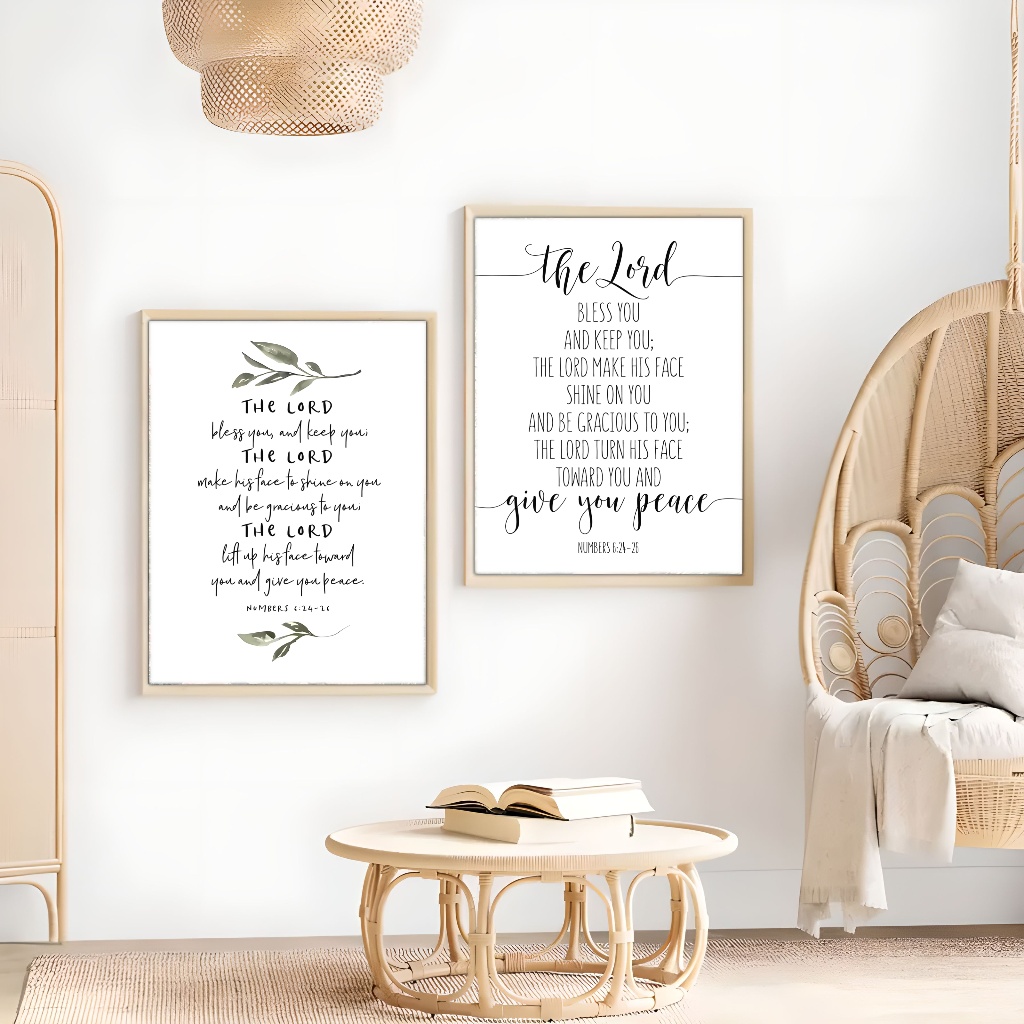 THE LORD
bless you, and keep you;
THE LORD
make his face to shine on you
and be gracious to you;
THE LORD
lift up his face toward
you and give you peace.
NUMBERS 6:24-26
the Lord
BLESS YOU
AND KEEP YOU;
THE LORD MAKE HIS FACE
SHINE ON YOU
AND BE GRACIOUS TO YOU;
THE LORD TURN HIS FACE
TOWARD YOU AND
give you peace
NUMBERS 6:24-26